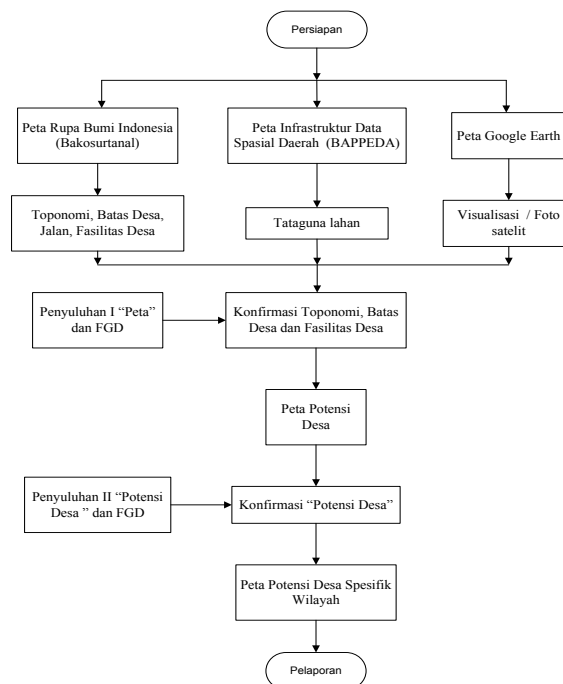 Persiapan
Peta Rupa Bumi Indonesia
(Bakosurtanal)
Peta Infrastruktur Data
Spasial Daerah (BAPPEDA)
Peta Google Earth
Toponomi, Batas Desa,
Jalan, Fasilitas Desa
Tataguna lahan
Visualisasi / Foto
satelit
Penyuluhan I “Peta”
dan FGD
Konfirmasi Toponomi, Batas
Desa dan Fasilitas Desa
Peta Potensi
Desa
Penyuluhan II “Potensi
Desa ” dan FGD
Konfirmasi “Potensi Desa”
Peta Potensi Desa Spesifik
Wilayah
Pelaporan